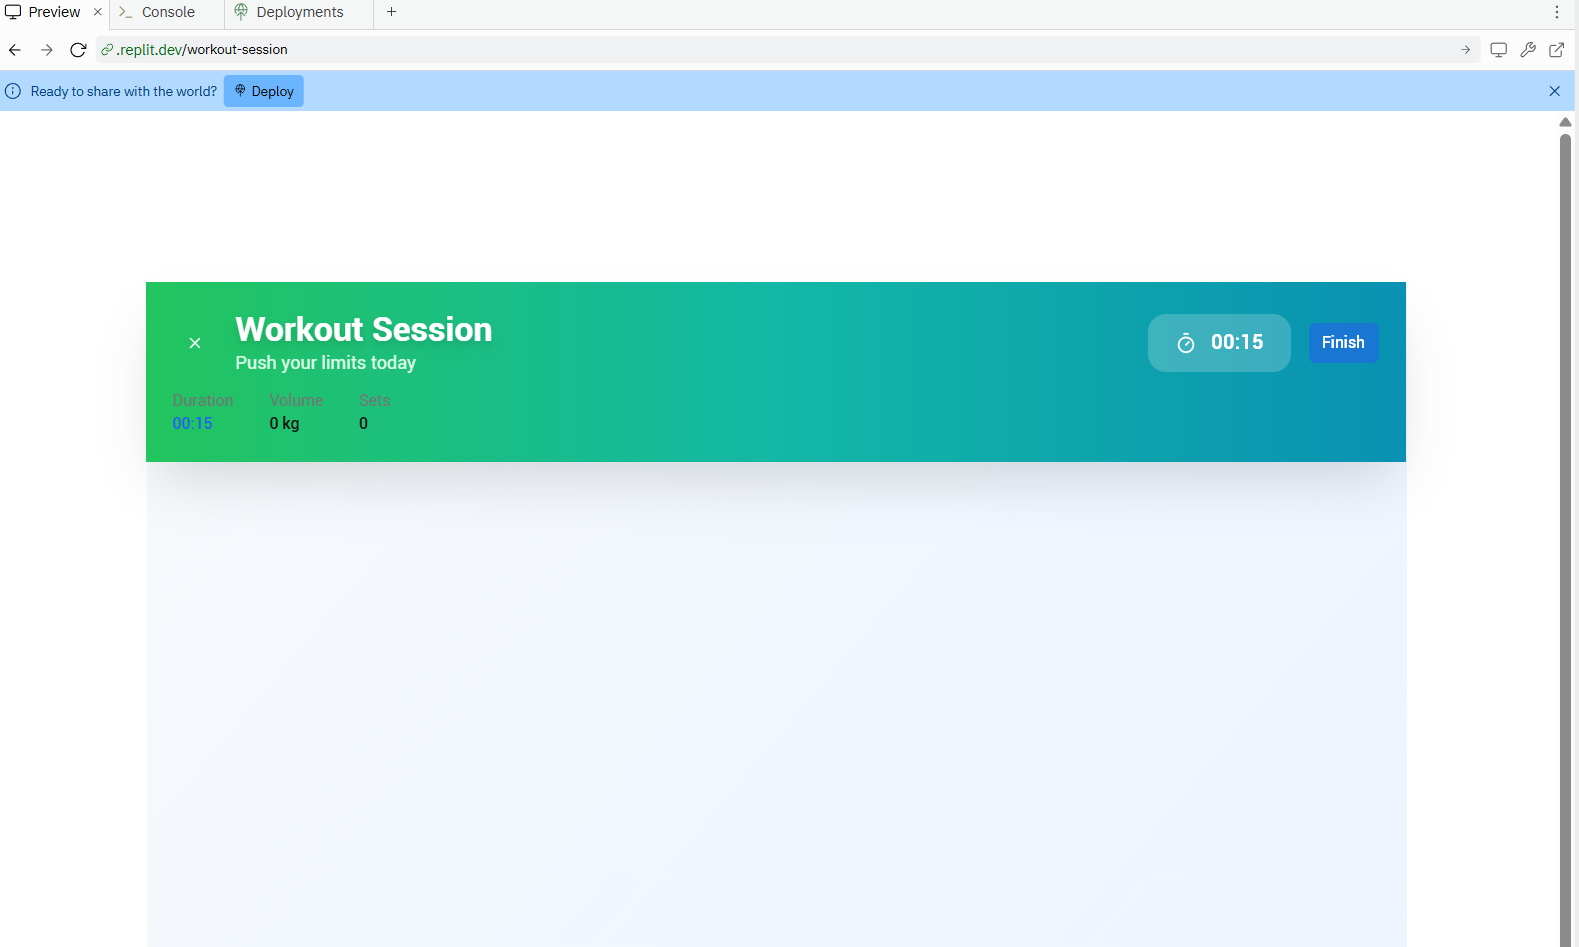 Preview
Console
Deployments
.replit.dev/workout-session
Ready to share with the world?
Deploy
Workout Session
Push your limits today
00:15
Finish
Duration Volume Sets
00:15 0 kg 0